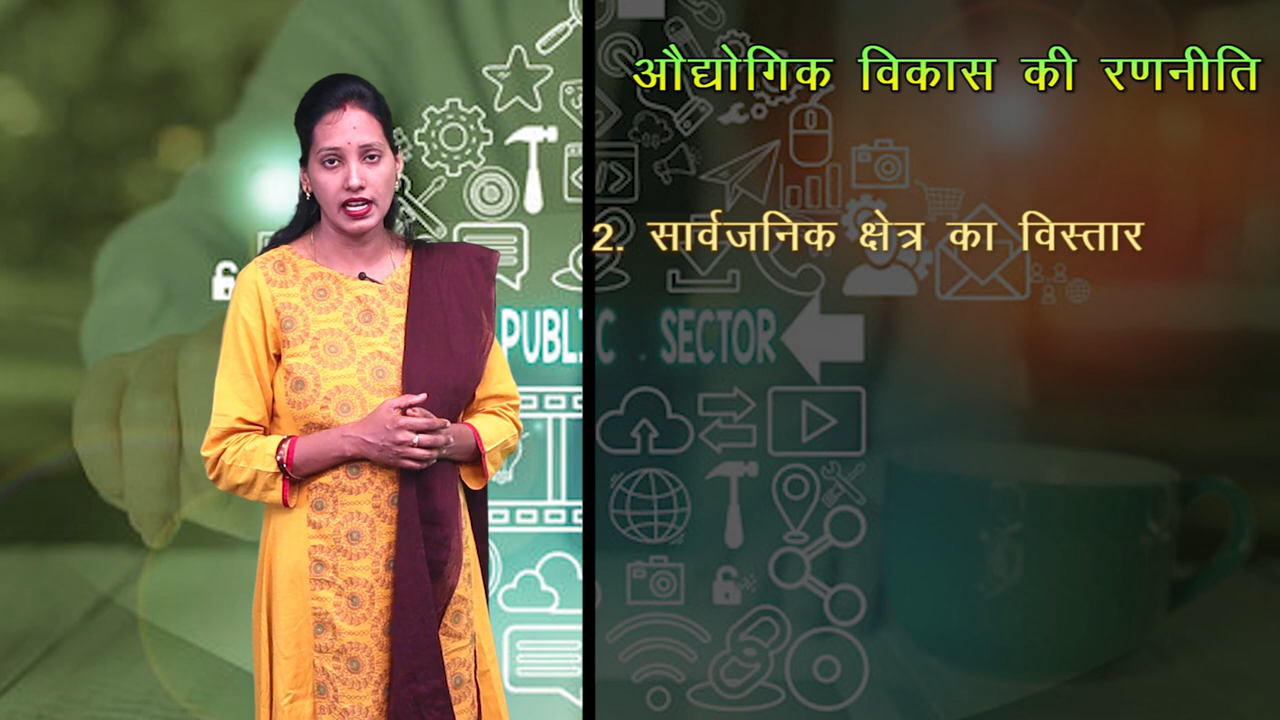 औद्योगिक विकास की रणनीति
2. सार्वजनिक क्षेत्र का विस्तार
PUBLIC SECTOR